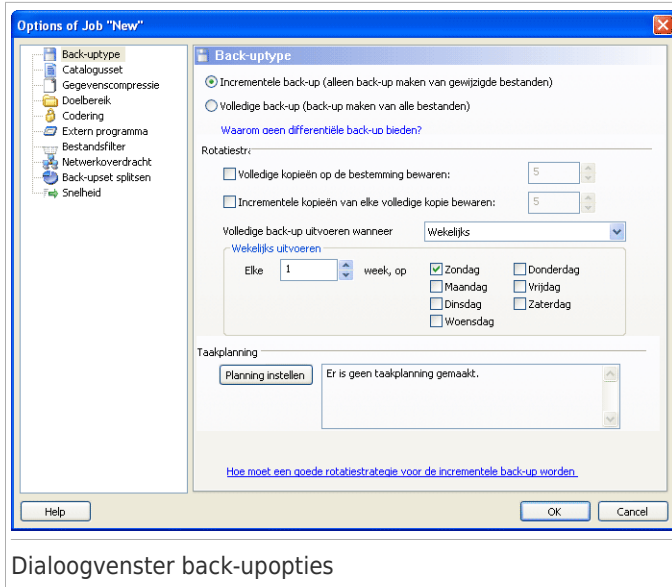 Options of Job "New"
Back-uptype
Catalogusset
Gegevenscompressie
Doelbereik
Codering
Extern programma
Bestandsfilter
Netwerkoverdracht
Back-upset splitsen
Snelheid
Back-uptype
Incrementele back-up (alleen back-up maken van gewijzigde bestanden)
Volledige back-up (back-up maken van alle bestanden)
Waarom geen differentiële back-up bieden?
Rotatiestra
Volledige kopieën op de bestemming bewaren: 5
Incrementele kopieën van elke volledige kopie bewaren: 5
Volledige back-up uitvoeren wanneer Wekelijks
Wekelijks uitvoeren
Elke 1 week, op Zondag Donderdag
Maandag Vrijdag
Dinsdag Zaterdag
Woensdag
Taakplanning
Planning instellen Er is geen taakplanning gemaakt.
Hoe moet een goede rotatiestrategie voor de incrementele back-up worden
Help OK Cancel
Dialoogvenster back-upopties